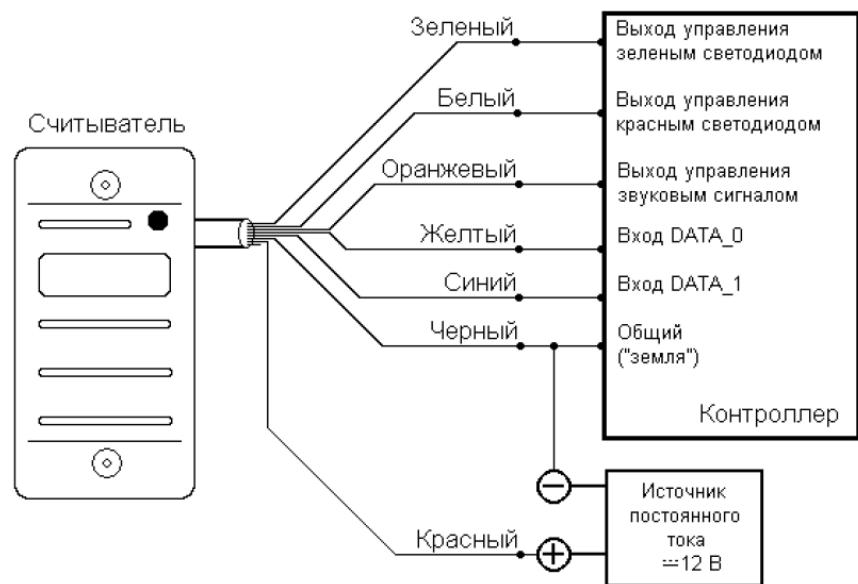 Зеленый
Выход управления
зеленым светодиодом
Белый
Выход управления
красным светодиодом
Считыватель
Оранжевый
Выход управления
звуковым сигналом
Желтый
Вход DATA_0
Синий
Вход DATA_1
Черный
Общий
("земля")
Контроллер
Источник
постоянного
тока
⎓12 В
Красный